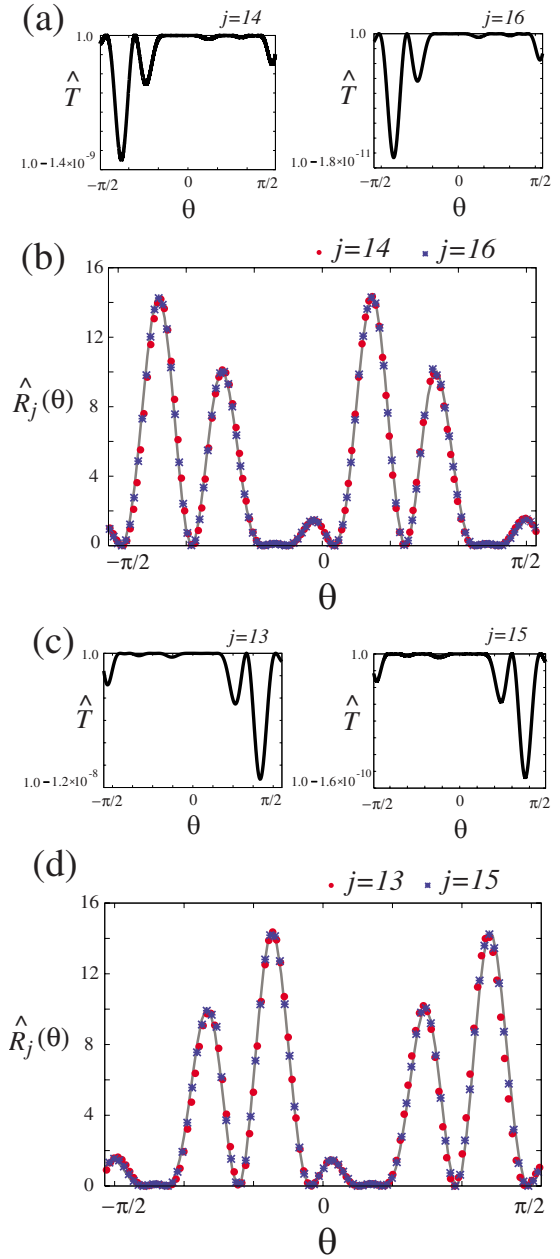 (a)
j=14
1.0
T̂
1.0−1.4×10⁻⁹
−π/2
0
π/2
θ
j=16
1.0
T̂
1.0−1.8×10⁻¹¹
−π/2
0
π/2
θ
(b)
j=14
j=16
16
12
8
4
0
R̂ⱼ(θ)
−π/2
0
π/2
θ
(c)
j=13
1.0
T̂
1.0−1.2×10⁻⁸
−π/2
0
π/2
θ
j=15
1.0
T̂
1.0−1.6×10⁻¹⁰
−π/2
0
π/2
θ
(d)
j=13
j=15
16
12
8
4
0
R̂ⱼ(θ)
−π/2
0
π/2
θ